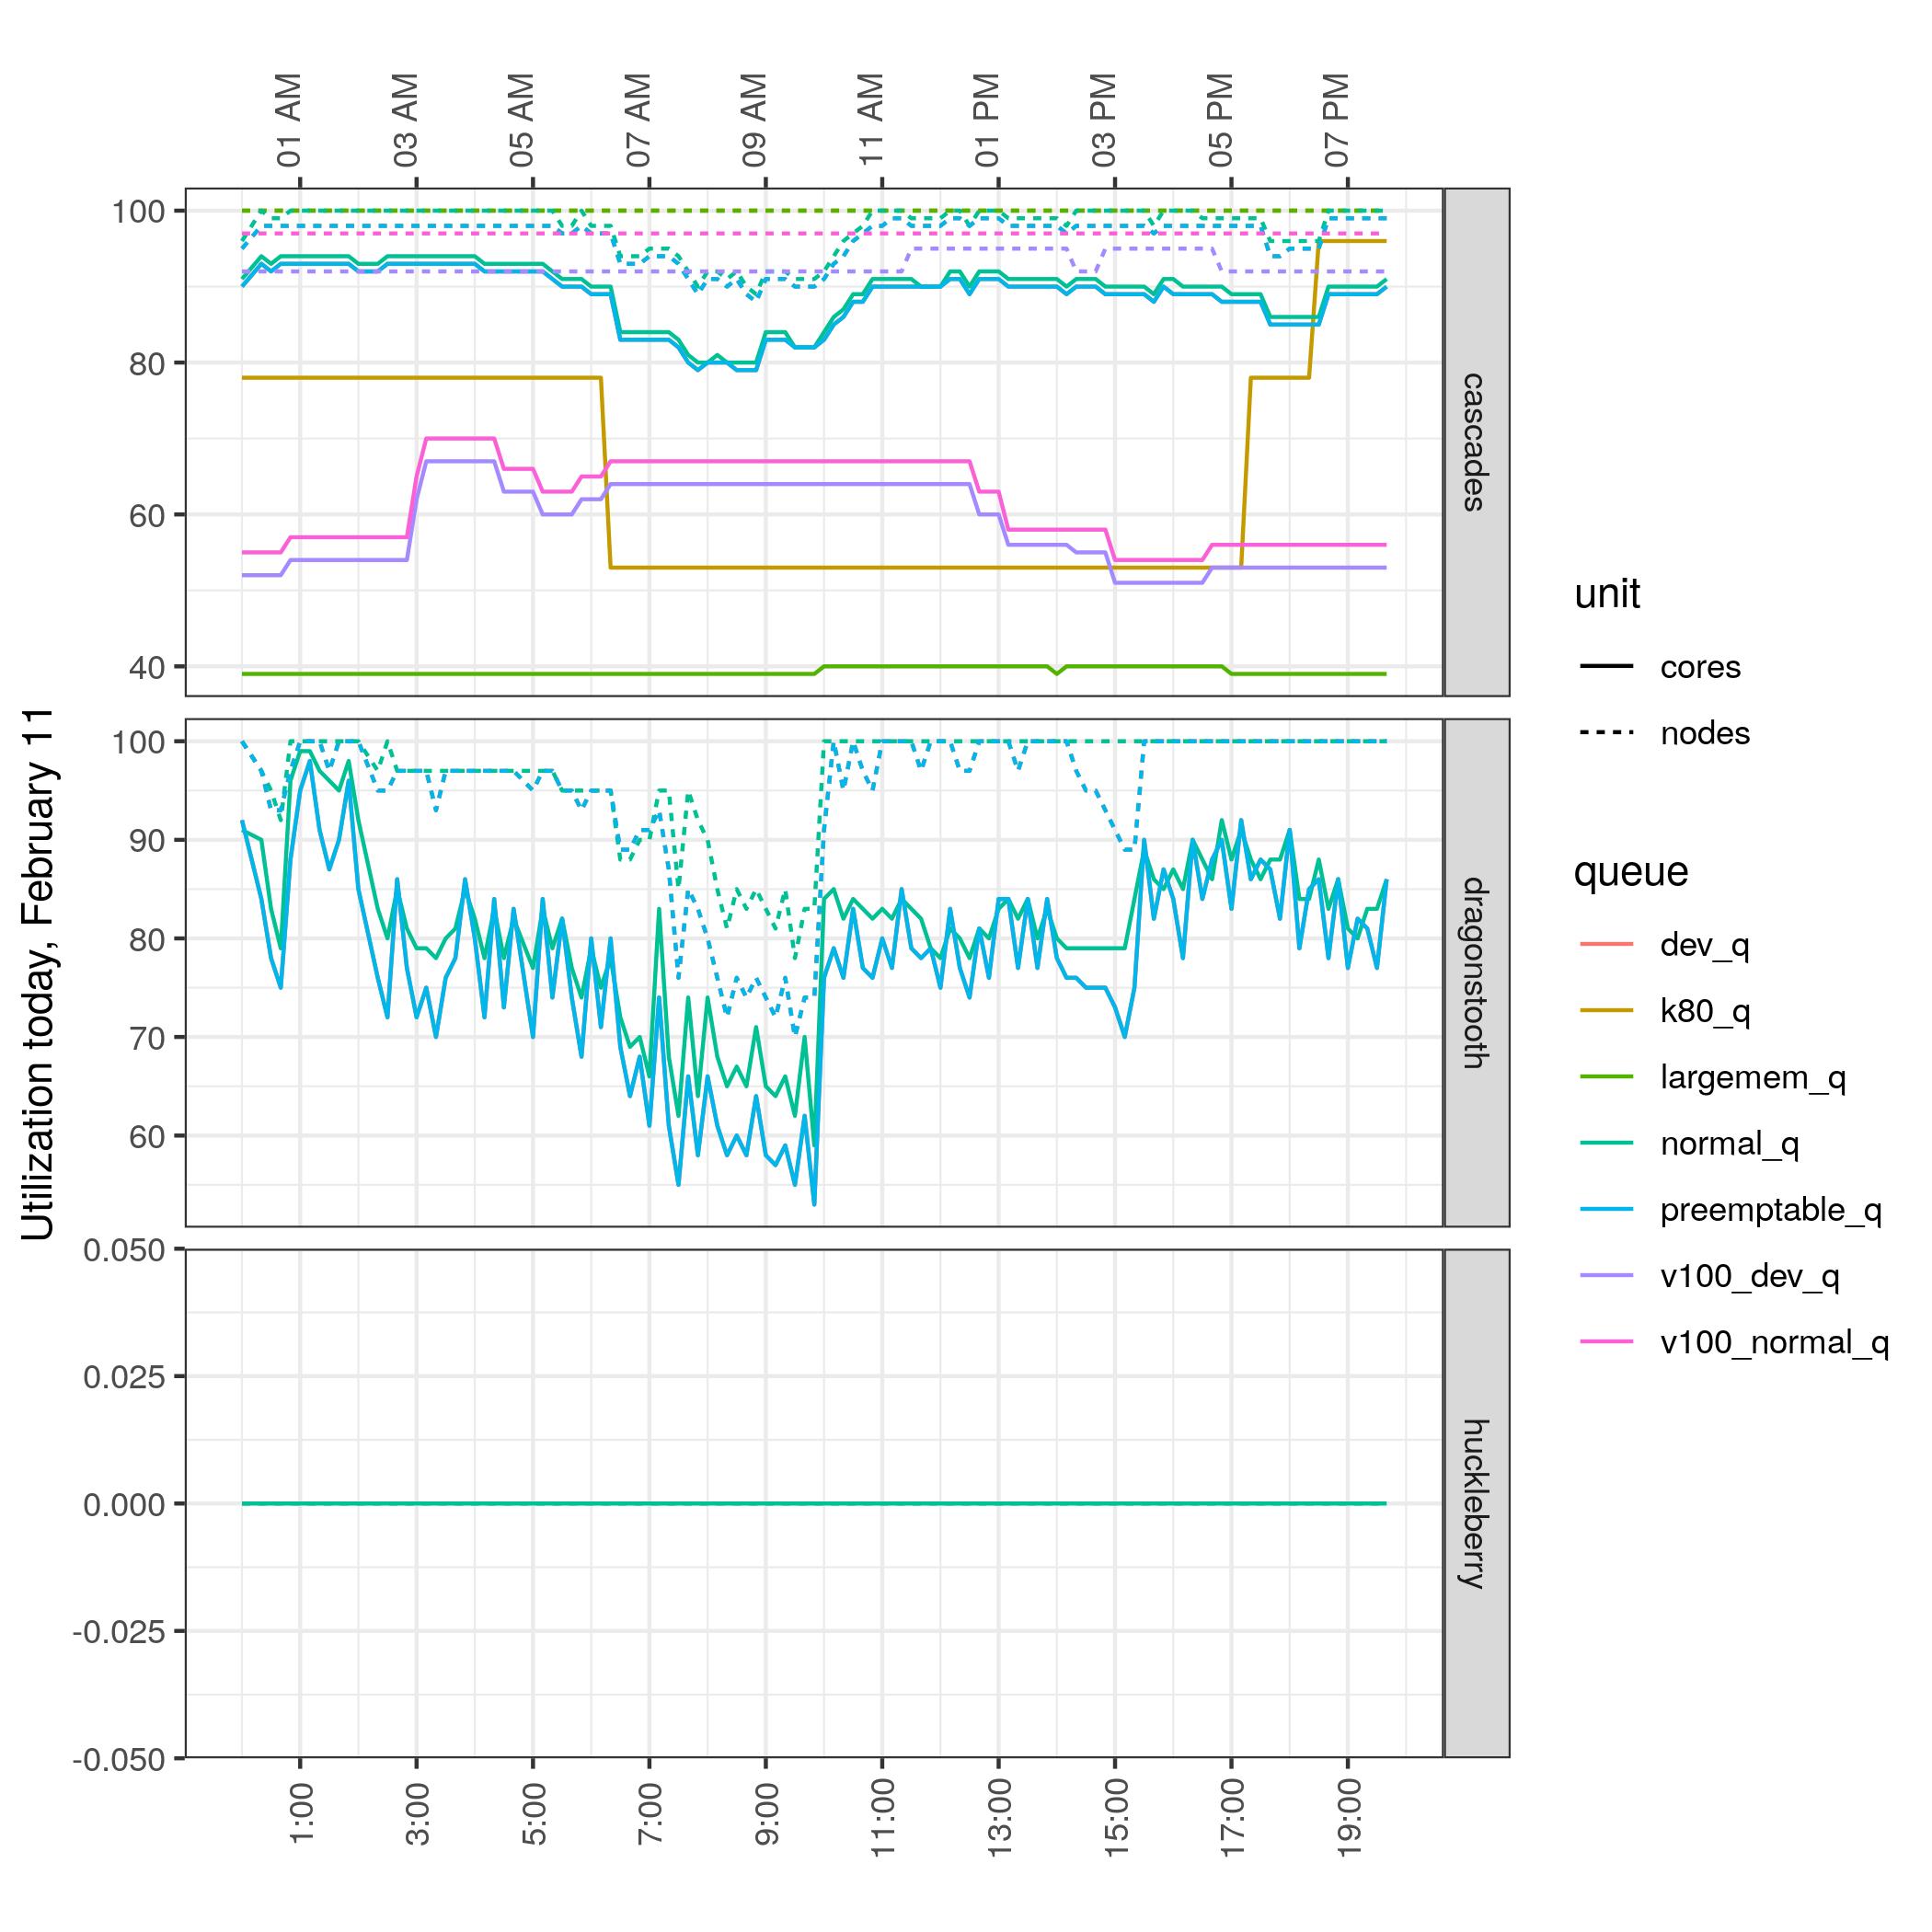 01 AM
03 AM
05 AM
07 AM
09 AM
11 AM
01 PM
03 PM
05 PM
07 PM
Utilization today, February 11
100
80
60
40
cascades
100
90
80
70
60
dragonstooth
0.050
0.025
0.000
-0.025
-0.050
huckleberry
1:00
3:00
5:00
7:00
9:00
11:00
13:00
15:00
17:00
19:00
unit
cores
nodes
queue
dev_q
k80_q
largemem_q
normal_q
preemptable_q
v100_dev_q
v100_normal_q